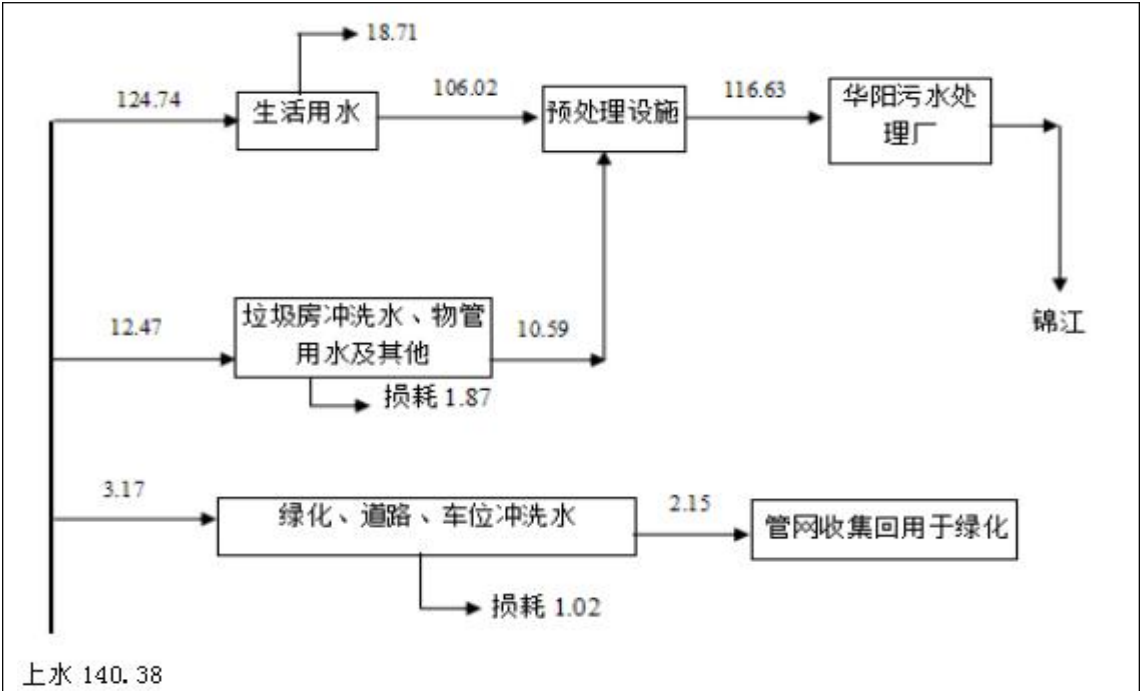 18.71
124.74
生活用水
106.02
预处理设施
116.63
华阳污水处
理厂
锦江
12.47
垃圾房冲洗水、物管
用水及其他
10.59
损耗 1.87
3.17
绿化、道路、车位冲洗水
2.15
管网收集回用于绿化
损耗 1.02
上水 140.38